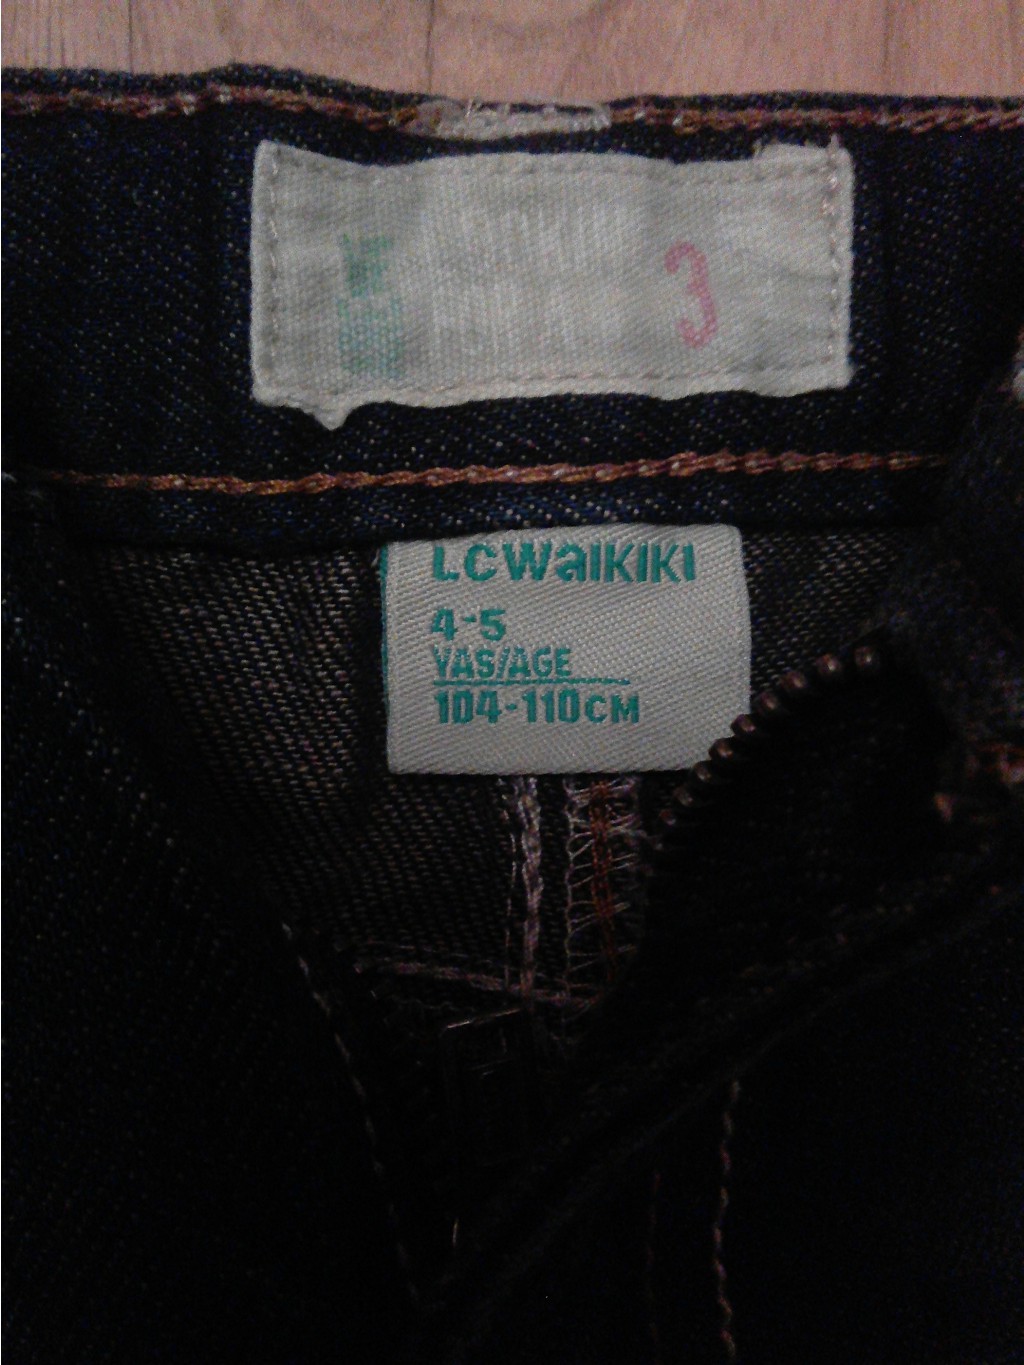 3
LCWaIKIKI
4-5
YAS/AGE
104-110CM